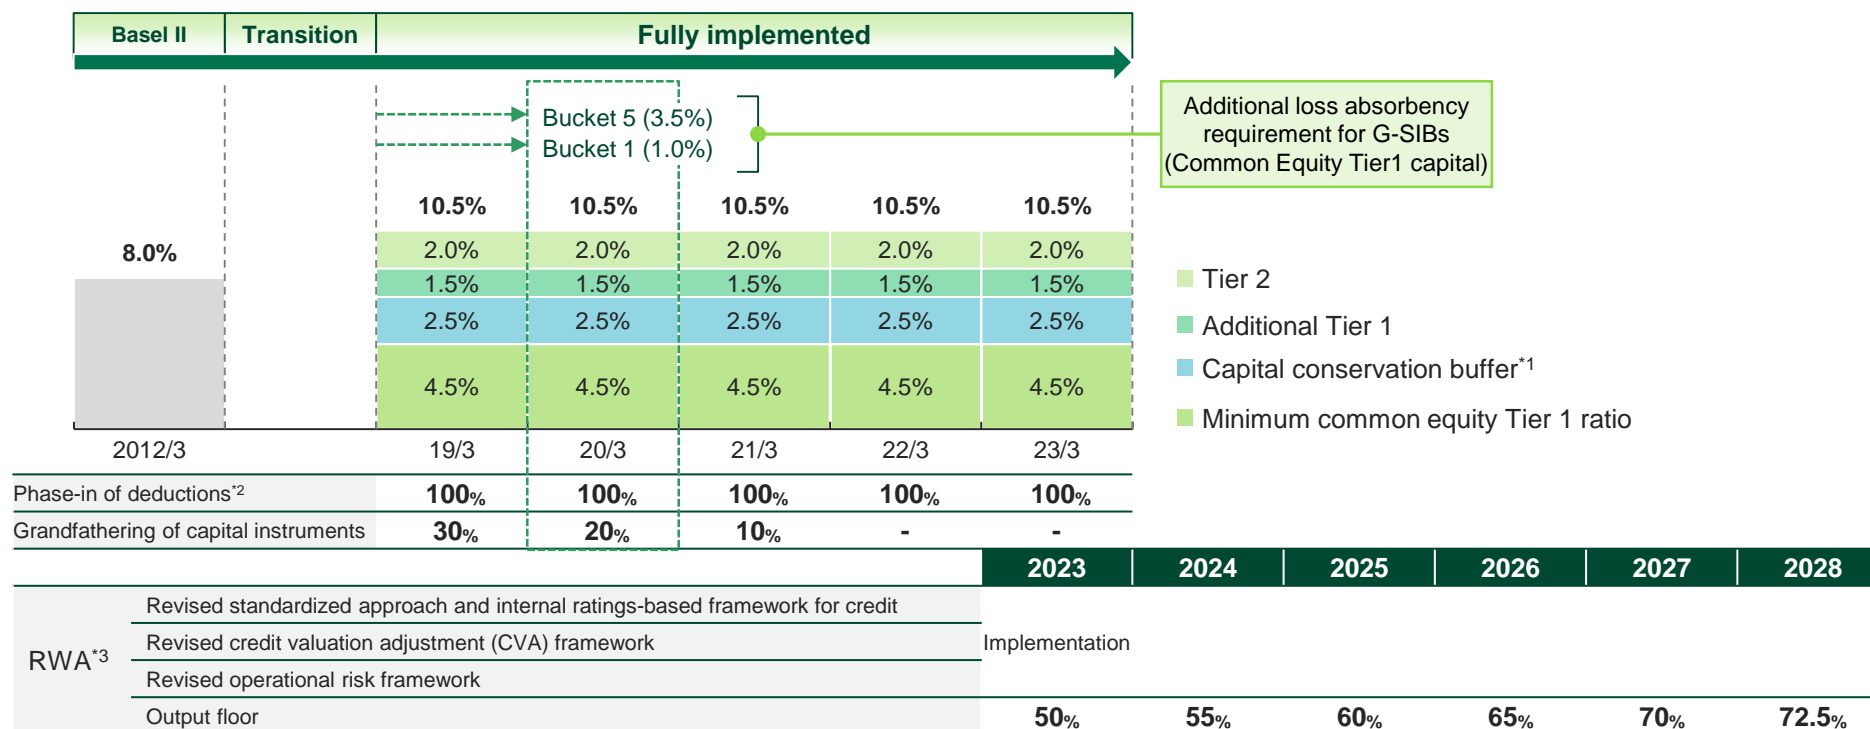 Basel II Transition Fully implemented
Bucket 5 (3.5%)
Bucket 1 (1.0%)
Additional loss absorbency
requirement for G-SIBs
(Common Equity Tier1 capital)
10.5% 10.5% 10.5% 10.5% 10.5%
8.0%
2.0% 2.0% 2.0% 2.0% 2.0%
1.5% 1.5% 1.5% 1.5% 1.5%
2.5% 2.5% 2.5% 2.5% 2.5%
4.5% 4.5% 4.5% 4.5% 4.5%
Tier 2
Additional Tier 1
Capital conservation buffer*1
Minimum common equity Tier 1 ratio
2012/3 19/3 20/3 21/3 22/3 23/3
Phase-in of deductions*2 100% 100% 100% 100% 100%
Grandfathering of capital instruments 30% 20% 10% - -
2023 2024 2025 2026 2027 2028
RWA*3
Revised standardized approach and internal ratings-based framework for credit
Revised credit valuation adjustment (CVA) framework Implementation
Revised operational risk framework
Output floor 50% 55% 60% 65% 70% 72.5%